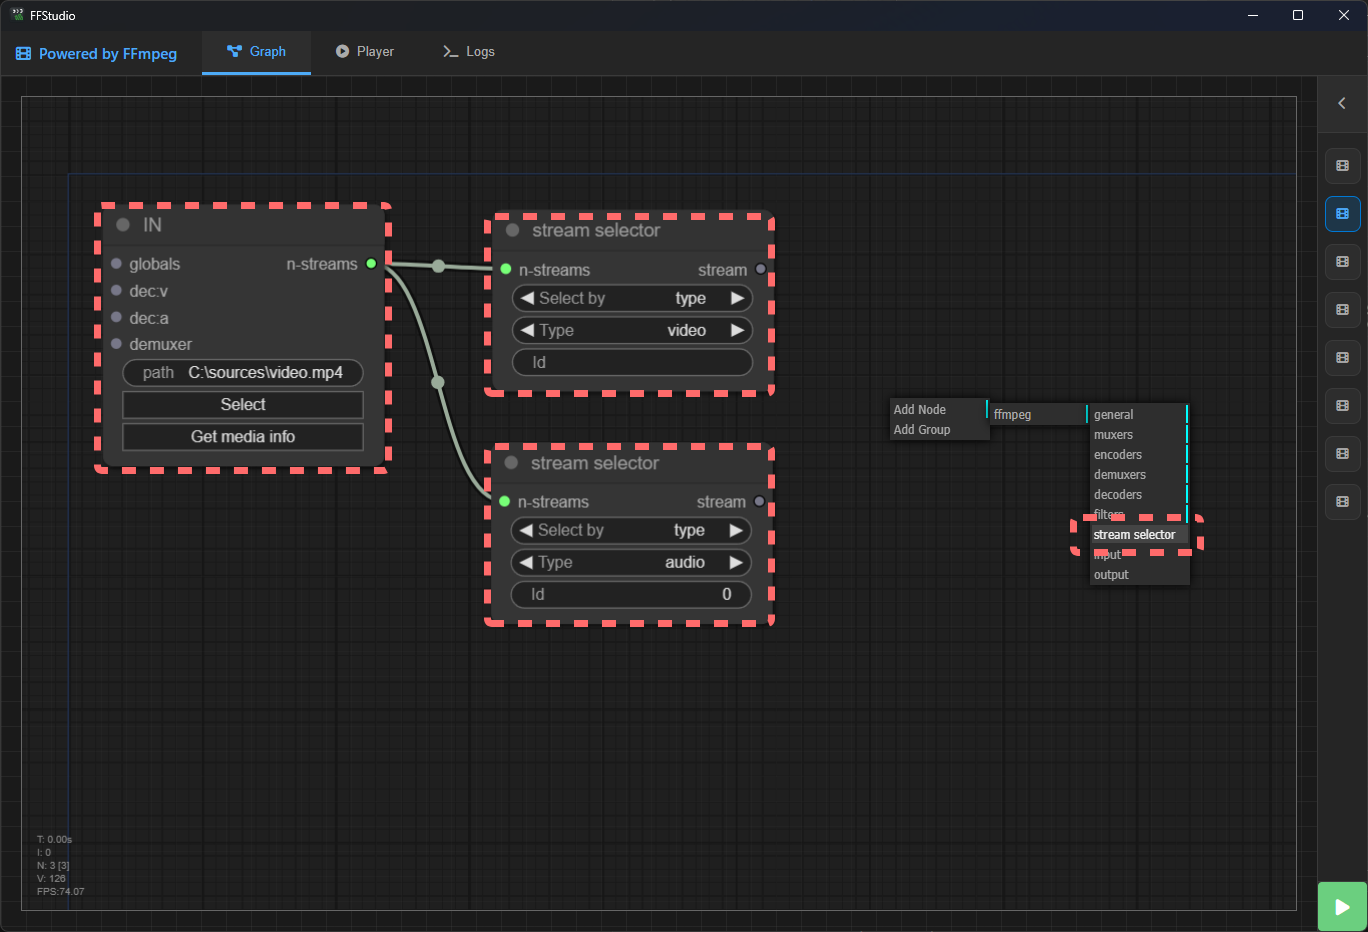 FFStudio
Powered by FFmpeg
Graph
Player
Logs
IN
globals n-streams
dec:v
dec:a
demuxer
path C:\sources\video.mp4
Select
Get media info
stream selector
n-streams stream
Select by type
Type video
Id
stream selector
n-streams stream
Select by type
Type audio
Id 0
Add Node
Add Group
ffmpeg
general
muxers
encoders
demuxers
decoders
filters
stream selector
input
output
T: 0.00s
I: 0
N: 3 [3]
V: 126
FPS:74.07